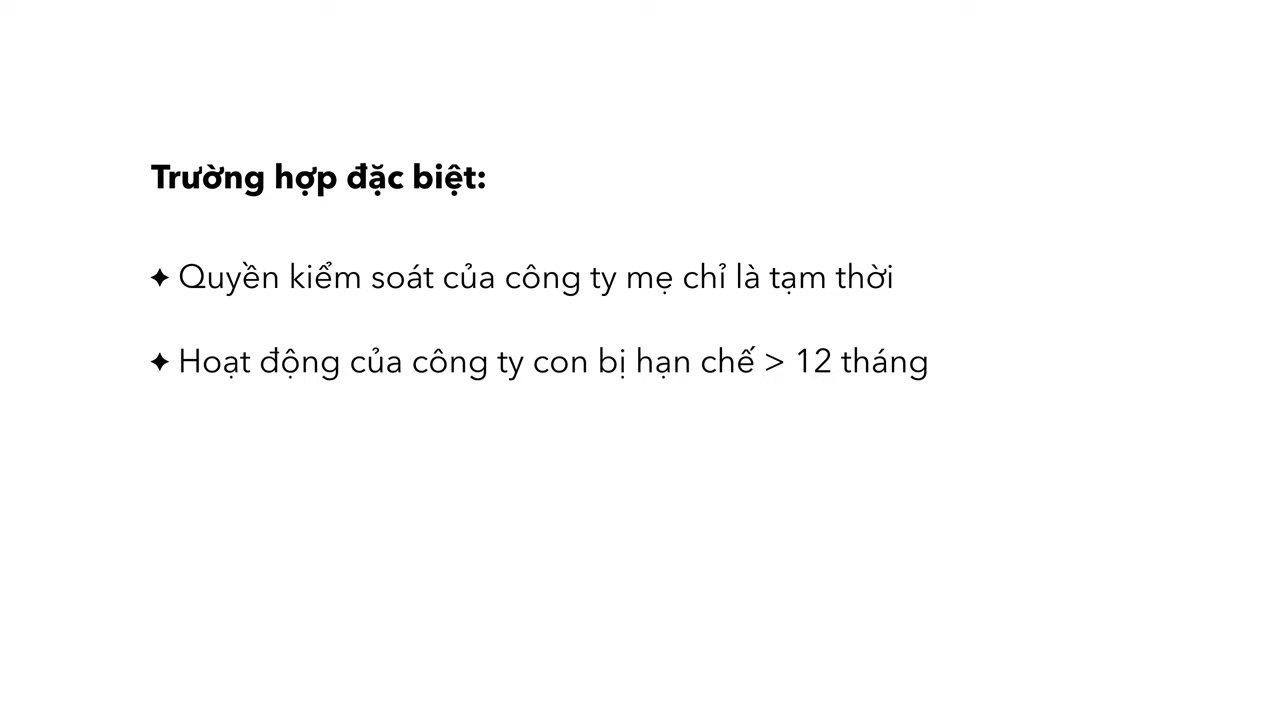 Trường hợp đặc biệt:
✦ Quyền kiểm soát của công ty mẹ chỉ là tạm thời
✦ Hoạt động của công ty con bị hạn chế > 12 tháng